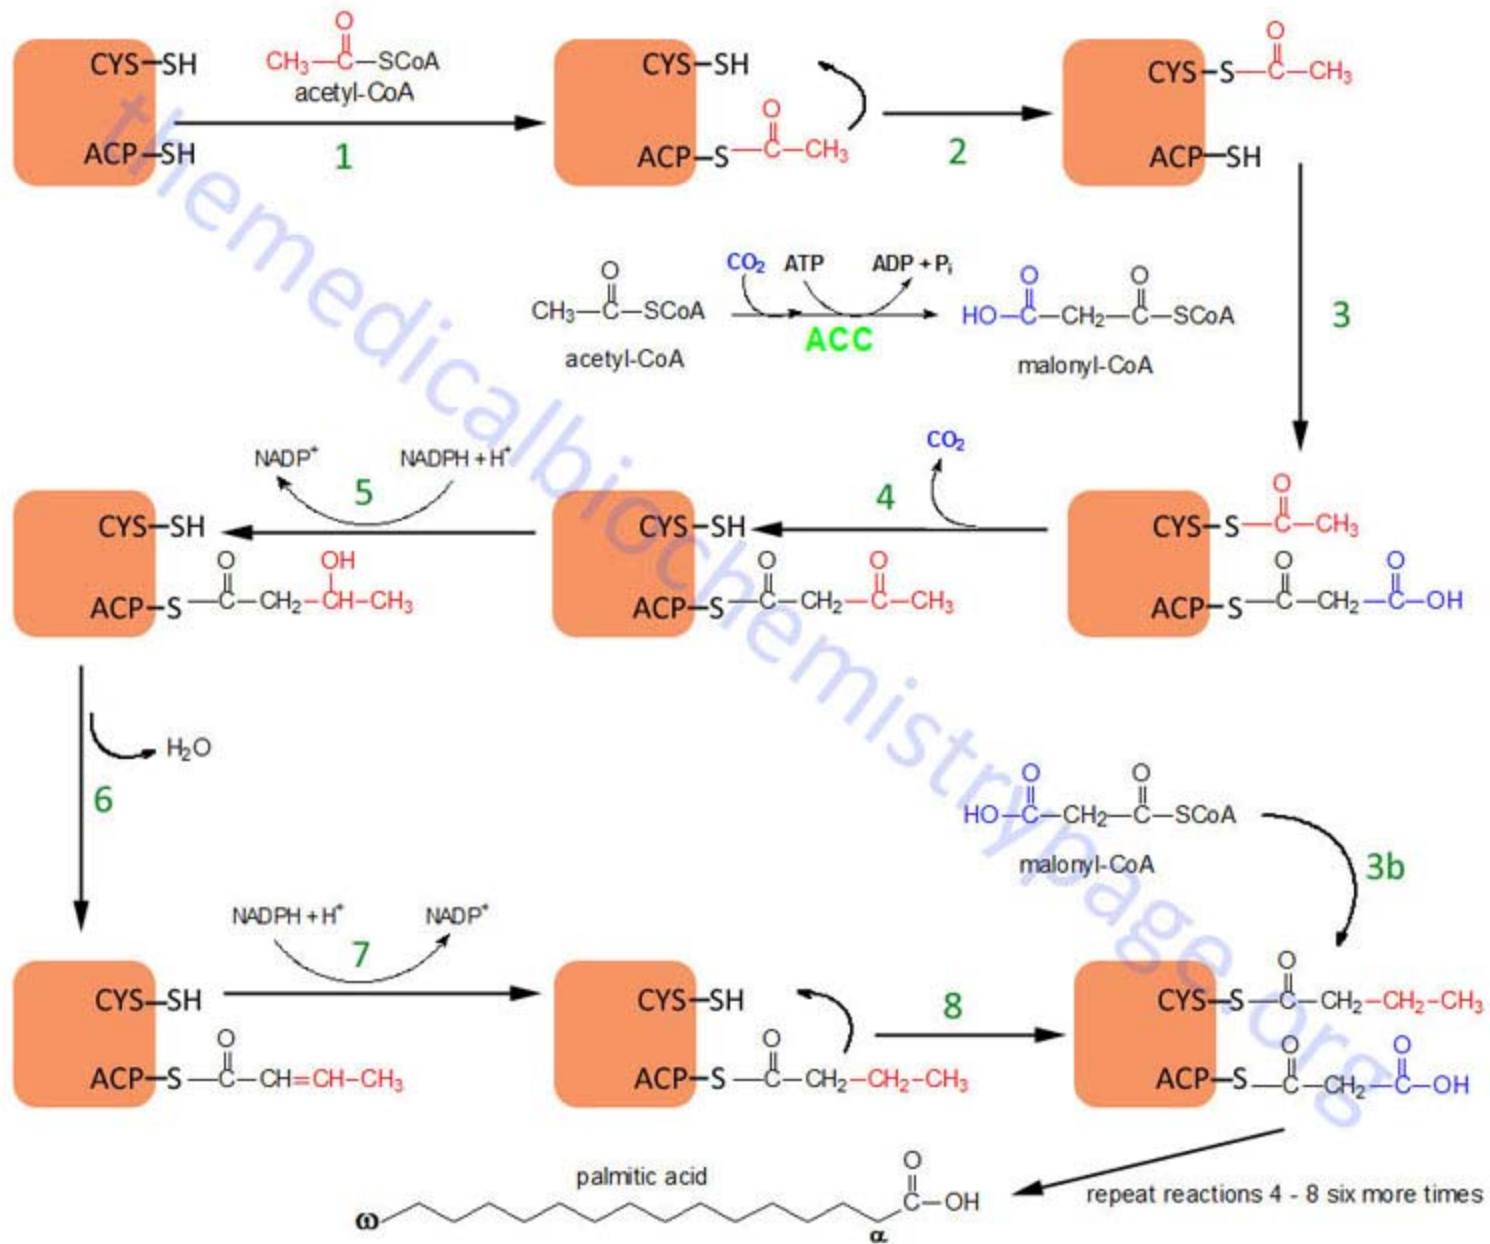 CYS–SH
ACP–SH
O
CH₃–C–SCoA
acetyl-CoA
1
CYS–SH
O
ACP–S–C–CH₃
2
O
CYS–S–C–CH₃
ACP–SH
3
O
CH₃–C–SCoA
acetyl-CoA
CO₂ ATP ADP + Pᵢ
ACC
O O
HO–C–CH₂–C–SCoA
malonyl-CoA
CO₂
4
O
CYS–S–C–CH₃
O O
ACP–S–C–CH₂–C–OH
CYS–SH
O O
ACP–S–C–CH₂–C–CH₃
NADP⁺ NADPH + H⁺
5
CYS–SH
O OH
ACP–S–C–CH₂–CH–CH₃
H₂O
6
O O
HO–C–CH₂–C–SCoA
malonyl-CoA
3b
NADPH + H⁺ NADP⁺
7
CYS–SH
O
ACP–S–C–CH=CH–CH₃
CYS–SH
O
ACP–S–C–CH₂–CH₂–CH₃
8
O
CYS–S–C–CH₂–CH₂–CH₃
O O
ACP–S–C–CH₂–C–OH
repeat reactions 4 - 8 six more times
palmitic acid
O
C–OH
ω
α
themedicalbiochemistrypage.org